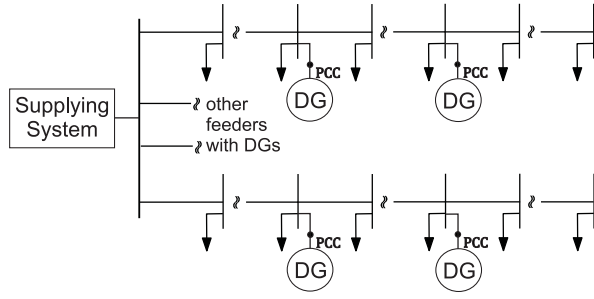 PCC
PCC
DG
DG
Supplying
System
other
feeders
with DGs
PCC
PCC
DG
DG